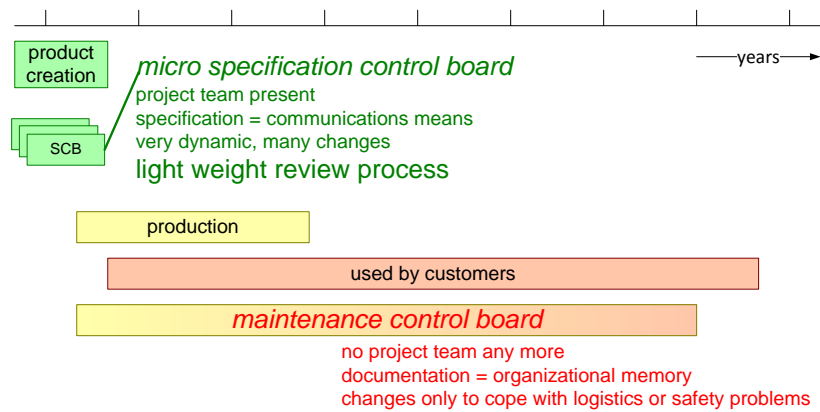 product
creation
micro specification control board
years
project team present
specification = communications means
very dynamic, many changes
SCB
light weight review process
production
used by customers
maintenance control board
no project team any more
documentation = organizational memory
changes only to cope with logistics or safety problems